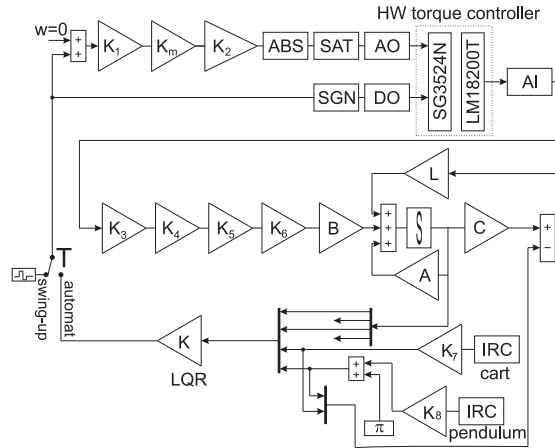 HW torque controller
w=0
+
+
K1
Km
K2
ABS
SAT
AO
SG3524N
LM18200T
AI
SGN
DO
L
K3
K4
K5
K6
B
+
+
+
∫
C
+
−
A
T
swing-up
automat
K
LQR
K7
IRC
cart
+
+
π
K8
IRC
pendulum